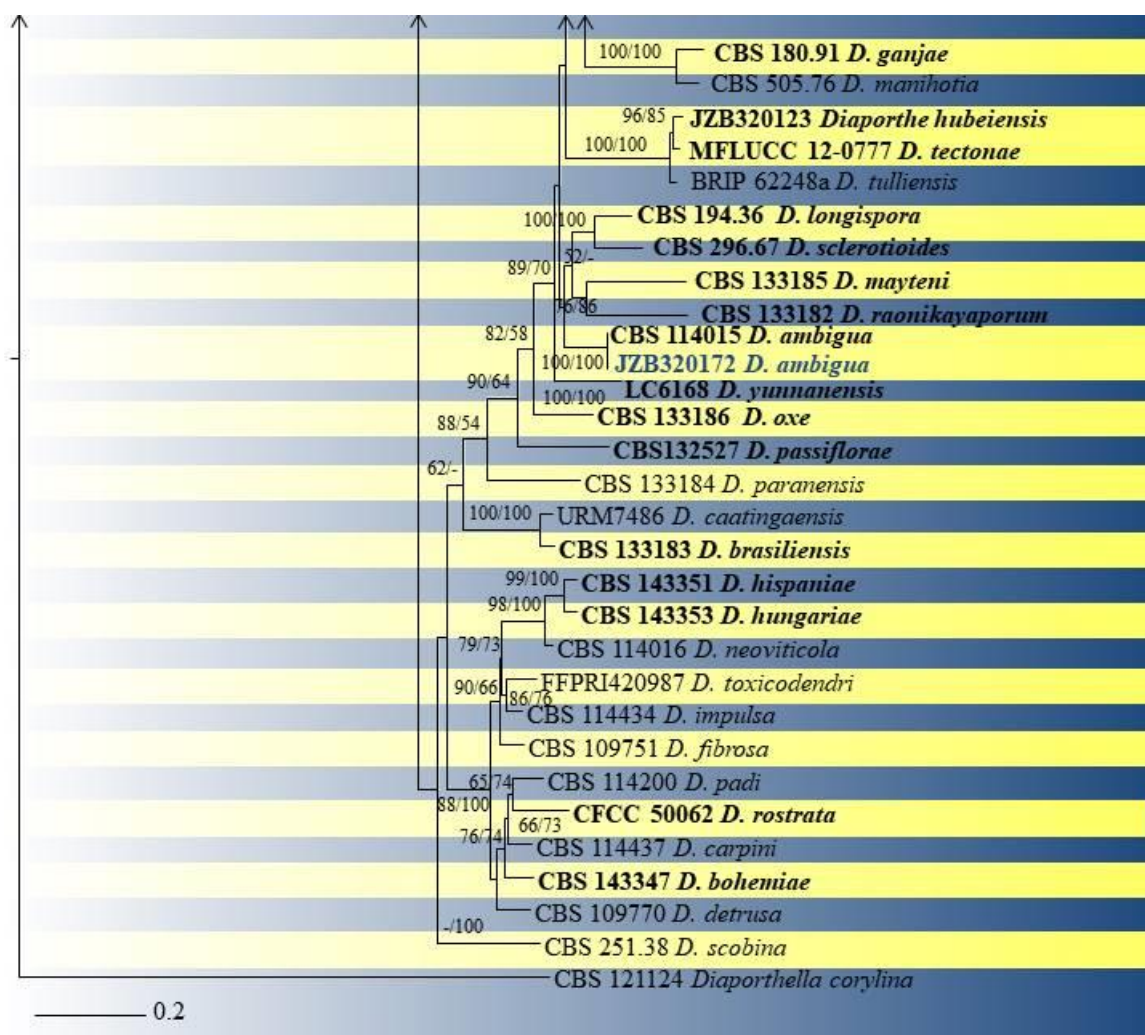 100/100
CBS 180.91 D. ganjae
CBS 505.76 D. manihotia
96/85
JZB320123 Diaporthe hubeiensis
100/100
MFLUCC 12-0777 D. tectonae
BRIP 62248a D. tulliensis
100/100
CBS 194.36 D. longispora
52/-
CBS 296.67 D. sclerotioides
89/70
CBS 133185 D. mayteni
76/86
CBS 133182 D. raonikayaporum
82/58
CBS 114015 D. ambigua
100/100
JZB320172 D. ambigua
90/64
100/100
LC6168 D. yunnanensis
CBS 133186 D. oxe
88/54
CBS132527 D. passiflorae
62/-
CBS 133184 D. paranensis
100/100
URM7486 D. caatingaensis
CBS 133183 D. brasiliensis
99/100
CBS 143351 D. hispaniae
98/100
CBS 143353 D. hungariae
79/73
CBS 114016 D. neoviticola
90/66
FFPRI420987 D. toxicodendri
86/76
CBS 114434 D. impulsa
CBS 109751 D. fibrosa
65/74
CBS 114200 D. padi
88/100
CFCC 50062 D. rostrata
66/73
76/74
CBS 114437 D. carpini
CBS 143347 D. bohemiae
CBS 109770 D. detrusa
-/100
CBS 251.38 D. scobina
CBS 121124 Diaporthella corylina
0.2